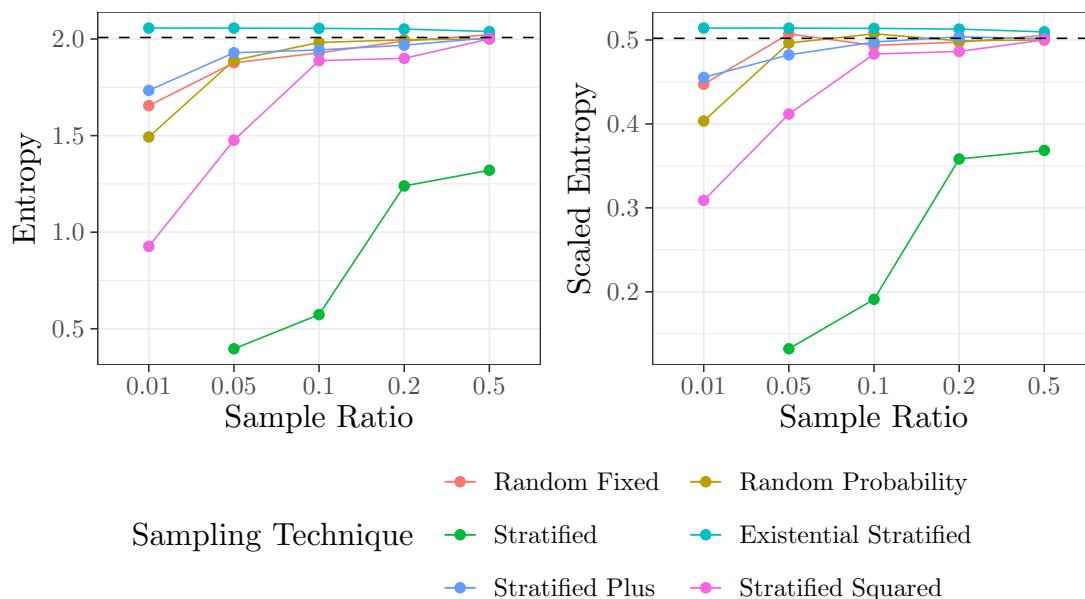 Entropy
2.0
1.5
1.0
0.5
0.01 0.05 0.1 0.2 0.5
Sample Ratio
Scaled Entropy
0.5
0.4
0.3
0.2
0.01 0.05 0.1 0.2 0.5
Sample Ratio
Sampling Technique
Random Fixed
Random Probability
Stratified
Existential Stratified
Stratified Plus
Stratified Squared